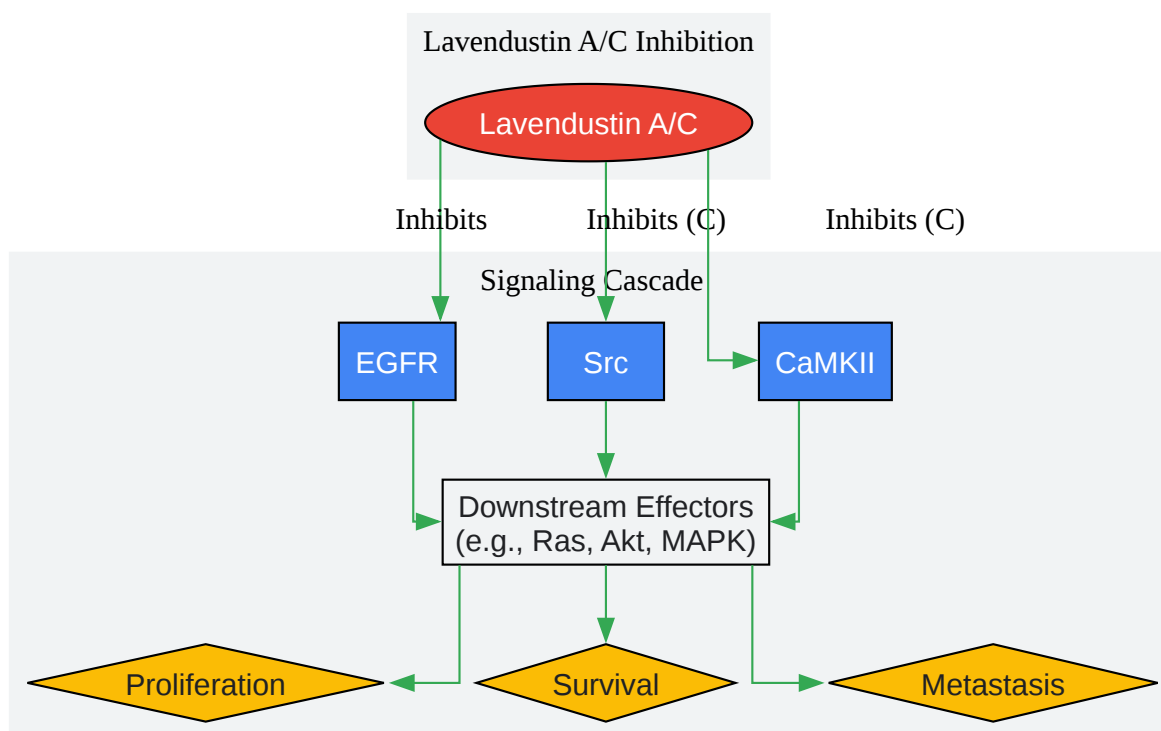 Lavendustin A/C Inhibition
Lavendustin A/C
Inhibits
Inhibits (C)
Inhibits (C)
Signaling Cascade
EGFR
Src
CaMKII
Downstream Effectors
(e.g., Ras, Akt, MAPK)
Proliferation
Survival
Metastasis